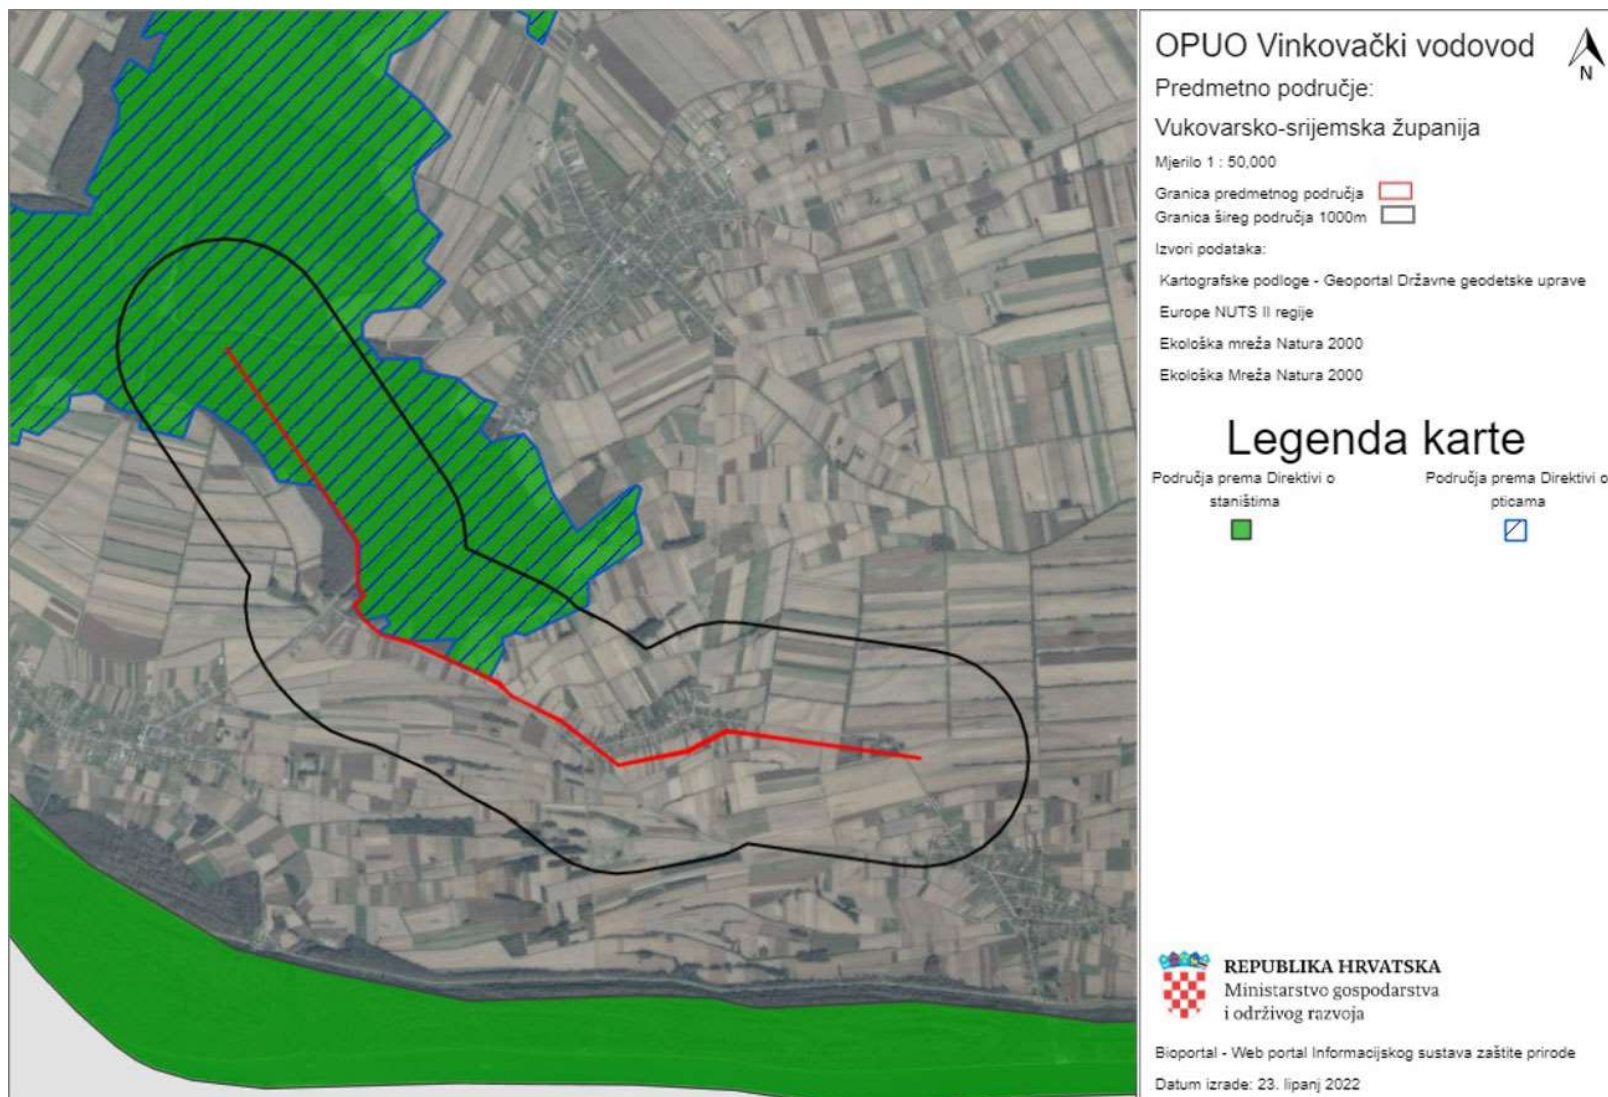 OPUO Vinkovački vodovod
N
Predmetno područje:
Vukovarsko-srijemska županija
Mjerilo 1 : 50,000
Granica predmetnog područja
Granica šireg područja 1000m
Izvori podataka:
Kartografske podloge - Geoportal Državne geodetske uprave
Europe NUTS II regije
Ekološka mreža Natura 2000
Ekološka Mreža Natura 2000
Legenda karte
Područja prema Direktivi o
staništima
Područja prema Direktivi o
pticama
REPUBLIKA HRVATSKA
Ministarstvo gospodarstva
i održivog razvoja
Bioportal - Web portal Informacijskog sustava zaštite prirode
Datum izrade: 23. lipanj 2022